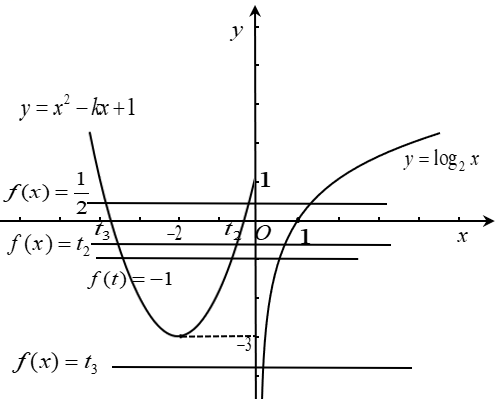 y
y = x² − kx + 1
y = log₂ x
f(x) = 1/2
1
t₃ −2 t₂ O 1 x
f(x) = t₂
f(t) = −1
−3
f(x) = t₃